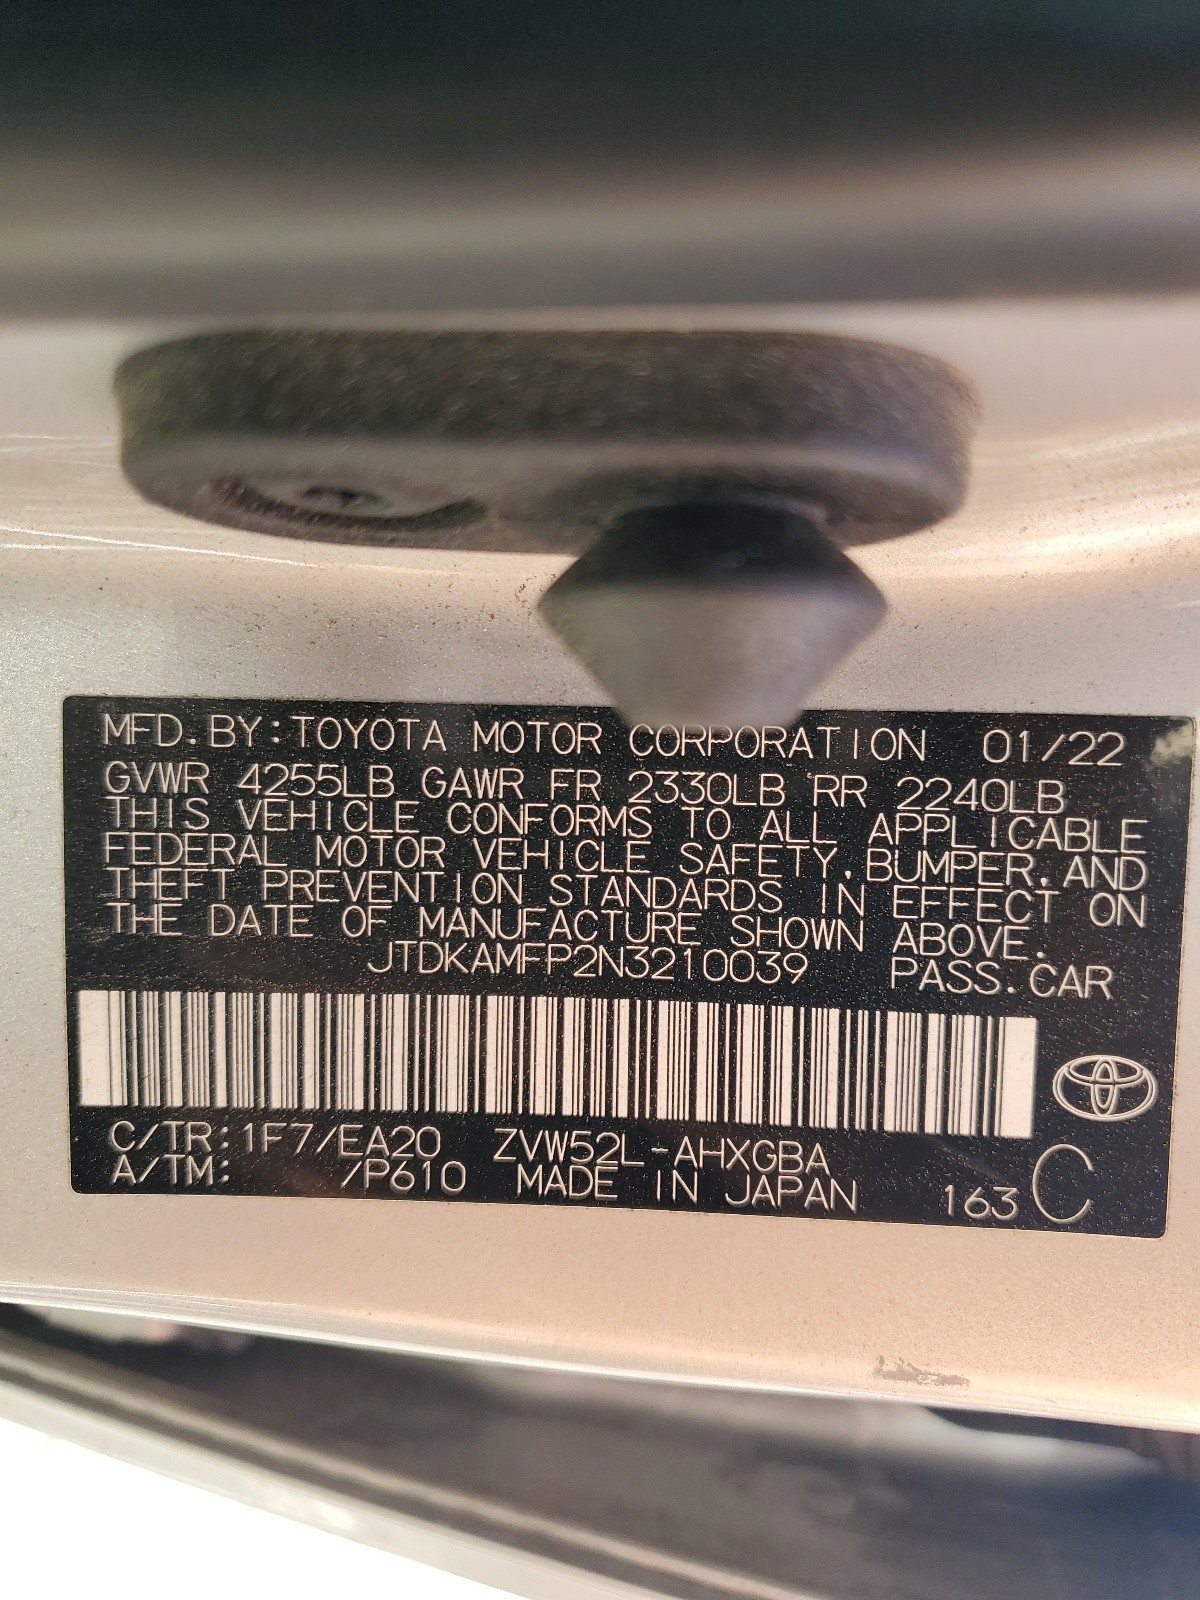 MFD.BY:TOYOTA MOTOR CORPORATION 01/22
GVWR 4255LB GAWR FR 2330LB RR 2240LB
THIS VEHICLE CONFORMS TO ALL APPLICABLE
FEDERAL MOTOR VEHICLE SAFETY,BUMPER,AND
THEFT PREVENTION STANDARDS IN EFFECT ON
THE DATE OF MANUFACTURE SHOWN ABOVE.
JTDKAMFP2N3210039 PASS.CAR
C/TR:1F7/EA20 ZVW52L-AHXGBA
A/TM: /P610 MADE IN JAPAN 163 C